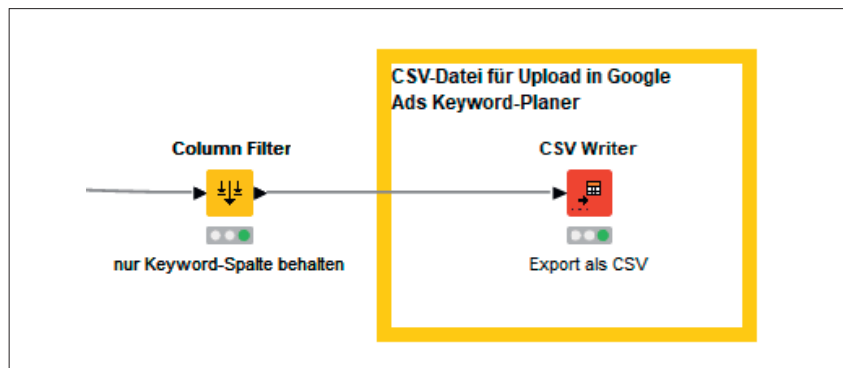 CSV-Datei für Upload in Google
Ads Keyword-Planer
Column Filter
CSV Writer
nur Keyword-Spalte behalten
Export als CSV